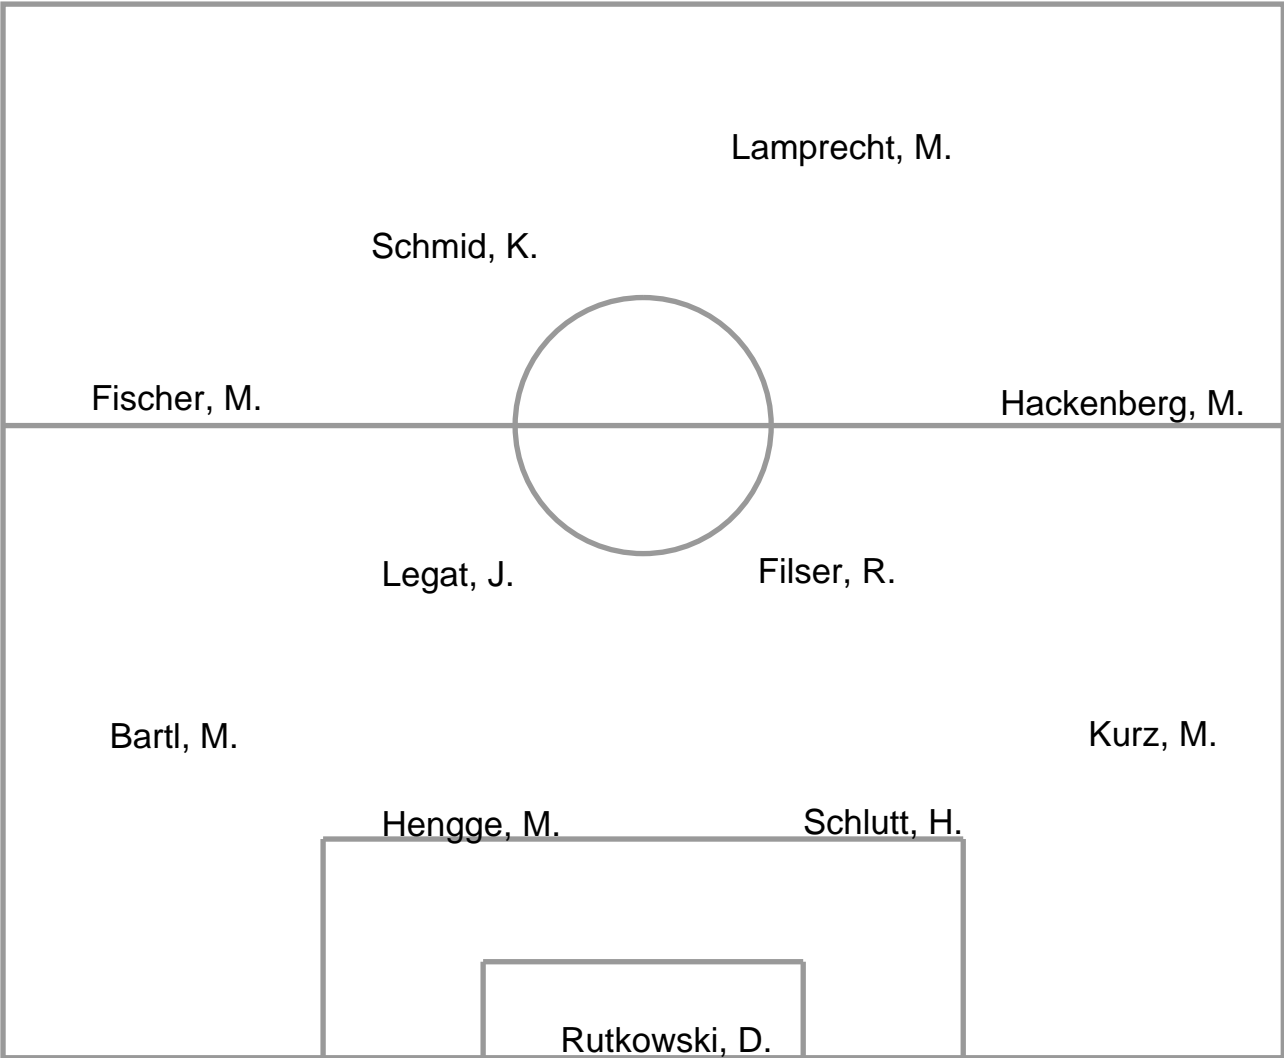 Lamprecht, M.
Schmid, K.
Fischer, M.
Hackenberg, M.
Legat, J.
Filser, R.
Bartl, M.
Kurz, M.
Hengge, M.
Schlutt, H.
Rutkowski, D.